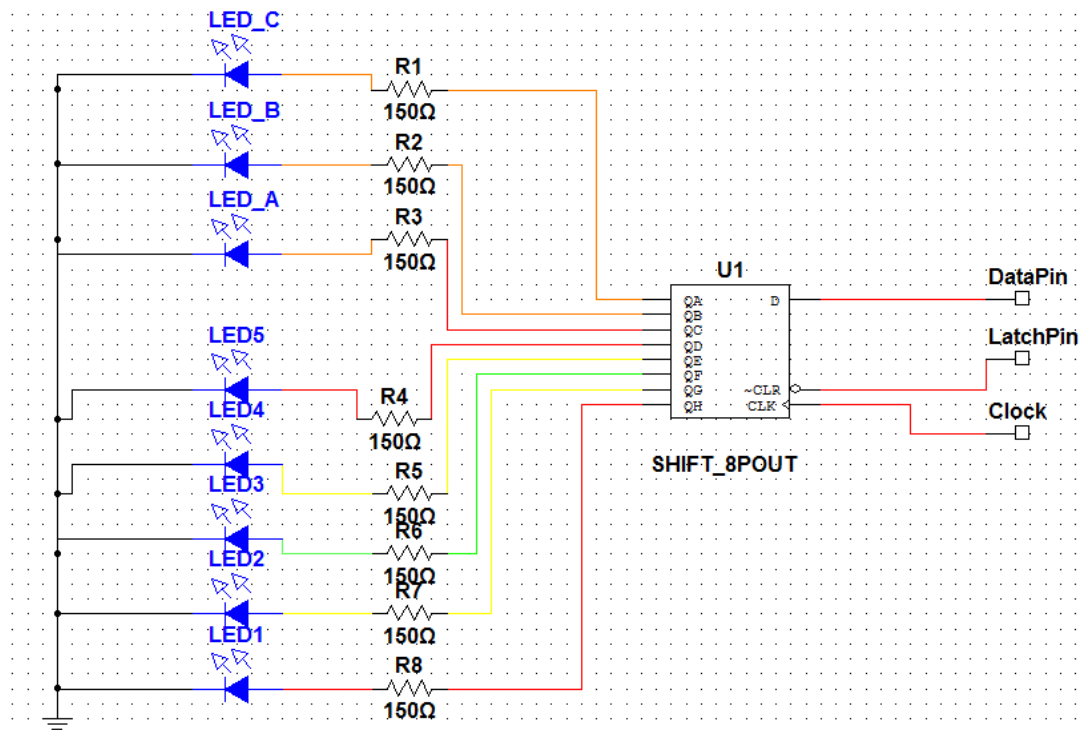 LED_C
R1
150Ω
LED_B
R2
150Ω
LED_A
R3
150Ω
U1
QA
QB
QC
QD
QE
QF
QG
QH
D
~CLR
CLK
SHIFT_8POUT
DataPin
LatchPin
Clock
LED5
R4
150Ω
LED4
R5
150Ω
LED3
R6
150Ω
LED2
R7
150Ω
LED1
R8
150Ω